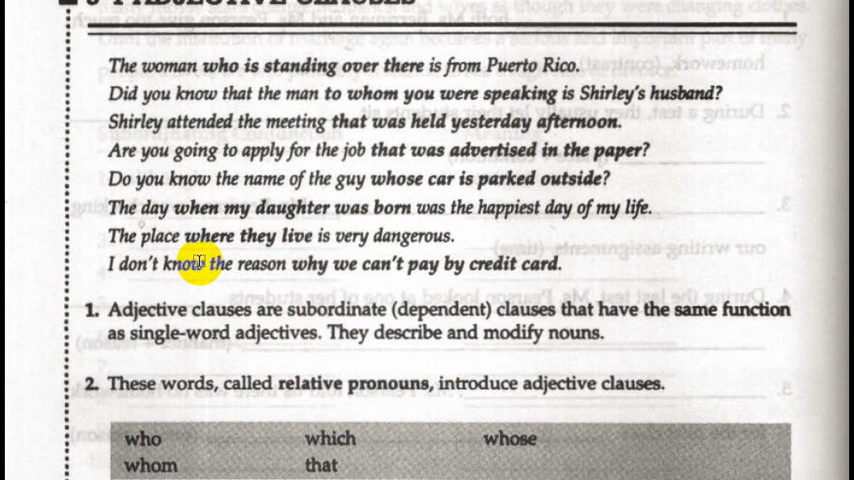 ADJECTIVE CLAUSES
The woman who is standing over there is from Puerto Rico.
Did you know that the man to whom you were speaking is Shirley's husband?
Shirley attended the meeting that was held yesterday afternoon.
Are you going to apply for the job that was advertised in the paper?
Do you know the name of the guy whose car is parked outside?
The day when my daughter was born was the happiest day of my life.
The place where they live is very dangerous.
I don't know the reason why we can't pay by credit card.
1. Adjective clauses are subordinate (dependent) clauses that have the same function
as single-word adjectives. They describe and modify nouns.
2. These words, called relative pronouns, introduce adjective clauses.
who which whose
whom that